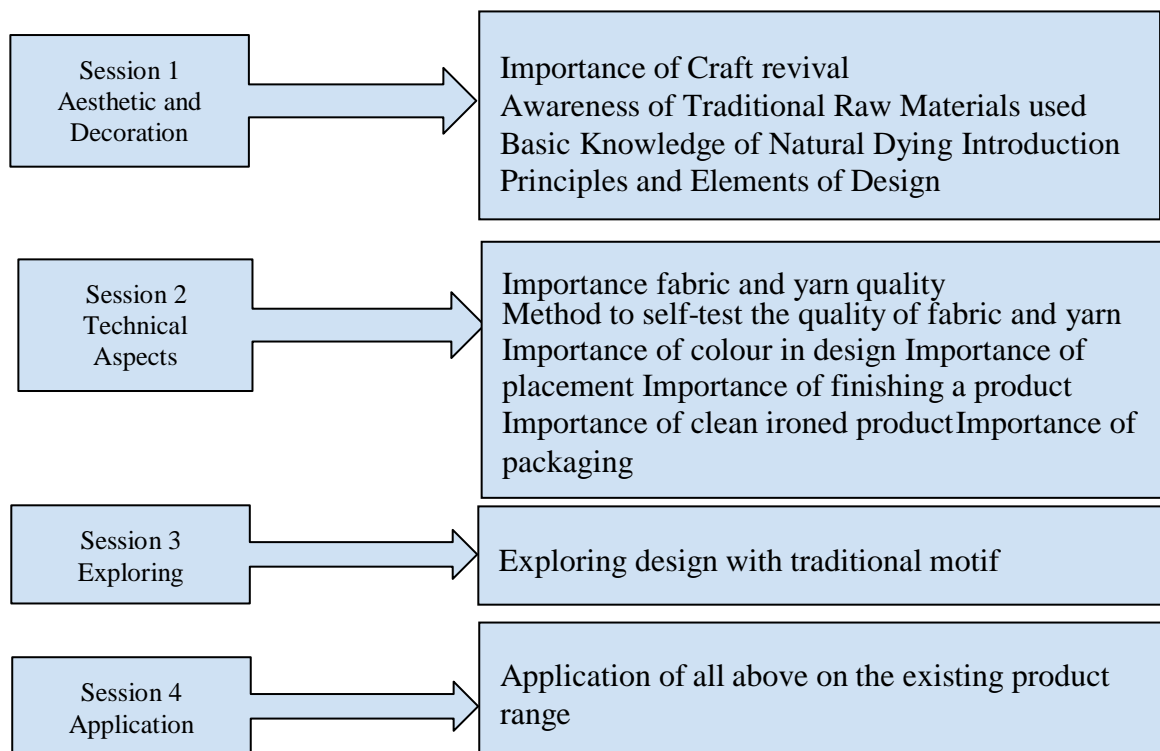 Session 1
Aesthetic and
Decoration
Importance of Craft revival
Awareness of Traditional Raw Materials used
Basic Knowledge of Natural Dying Introduction
Principles and Elements of Design
Session 2
Technical
Aspects
Importance fabric and yarn quality
Method to self-test the quality of fabric and yarn
Importance of colour in design Importance of
placement Importance of finishing a product
Importance of clean ironed productImportance of
packaging
Session 3
Exploring
Exploring design with traditional motif
Session 4
Application
Application of all above on the existing product
range